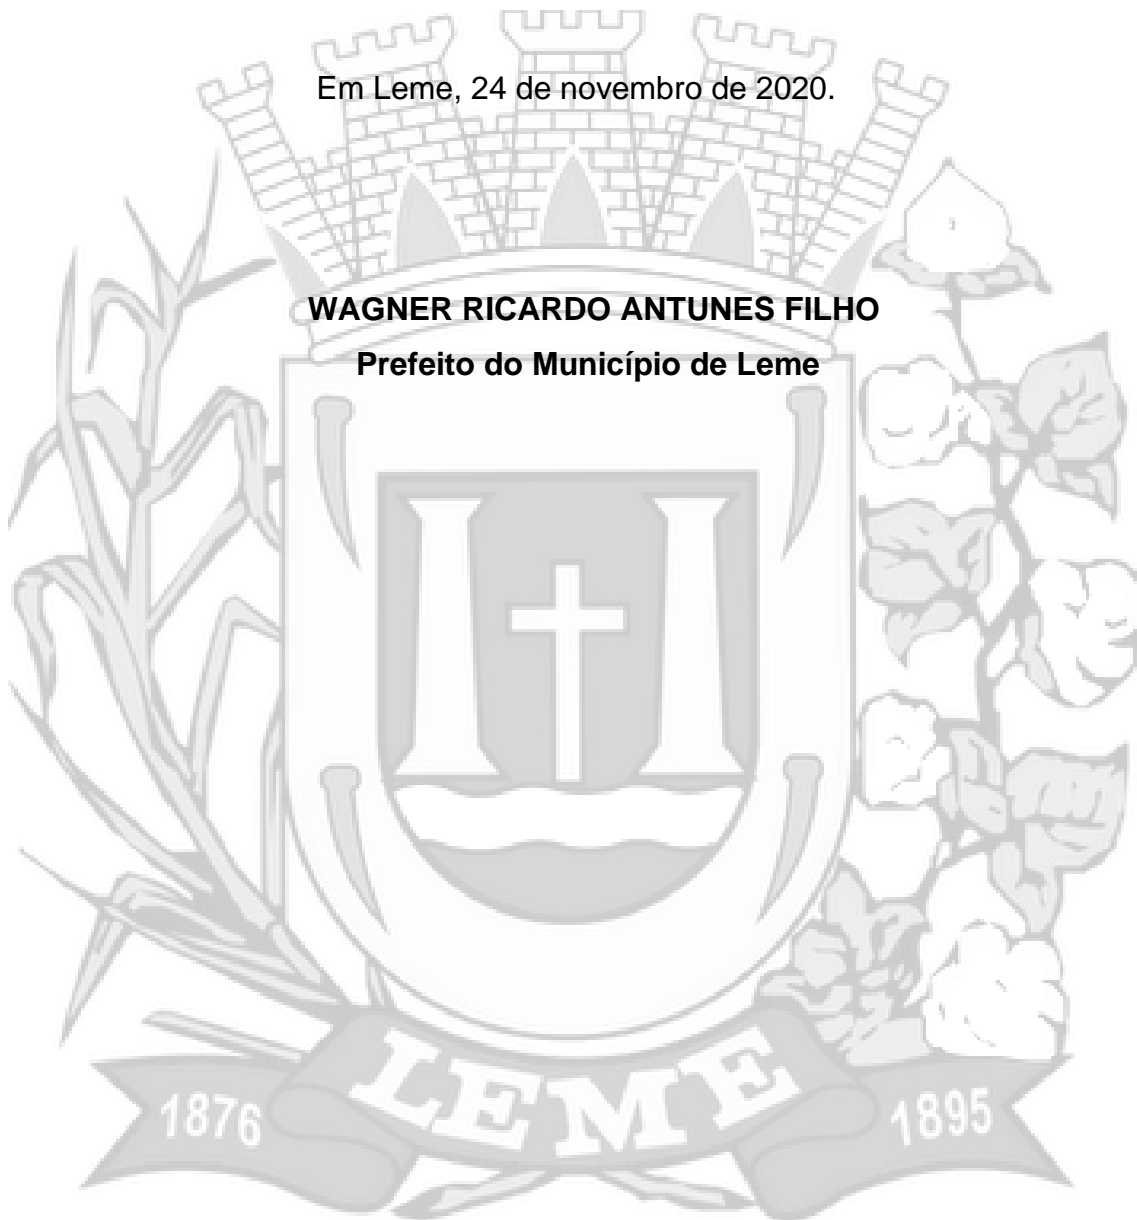 Em Leme, 24 de novembro de 2020.
WAGNER RICARDO ANTUNES FILHO
Prefeito do Município de Leme
LEME
1876
1895